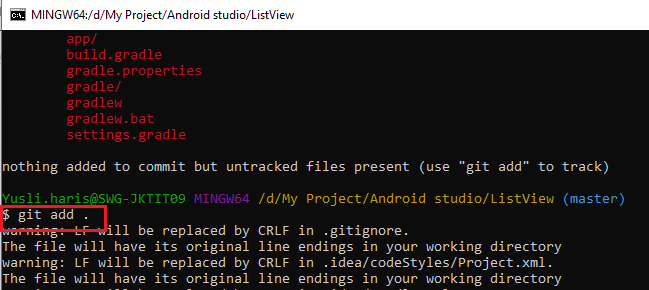 MINGW64:/d/My Project/Android studio/ListView
app/
build.gradle
gradle.properties
gradle/
gradlew
gradlew.bat
settings.gradle
nothing added to commit but untracked files present (use "git add" to track)
Yusli.haris@SWG-JKTIT09 MINGW64 /d/My Project/Android studio/ListView (master)
$ git add .
warning: LF will be replaced by CRLF in .gitignore.
The file will have its original line endings in your working directory
warning: LF will be replaced by CRLF in .idea/codeStyles/Project.xml.
The file will have its original line endings in your working directory